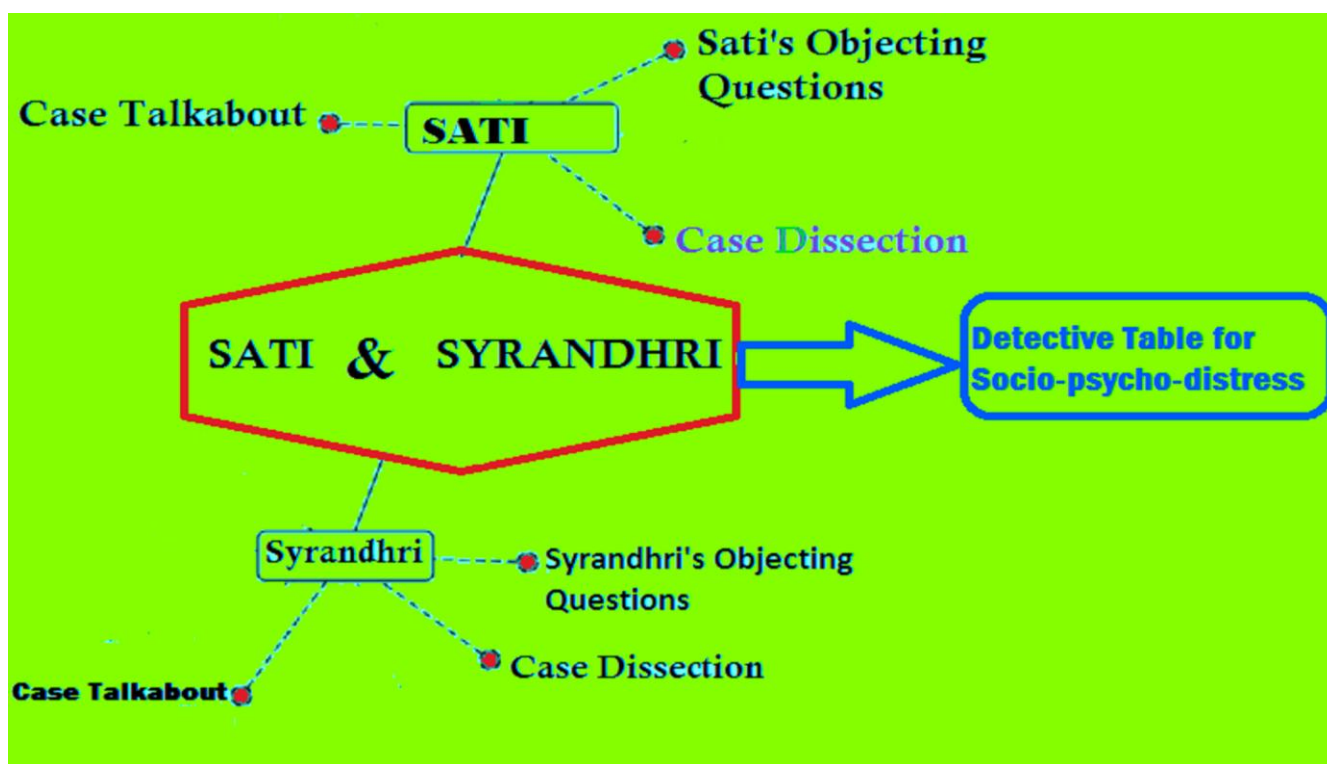 Sati's Objecting
Questions
Case Talkabout
SATI
Case Dissection
SATI & SYRANDHRI
Detective Table for
Socio-psycho-distress
Syrandhri
Syrandhri's Objecting
Questions
Case Dissection
Case Talkabout